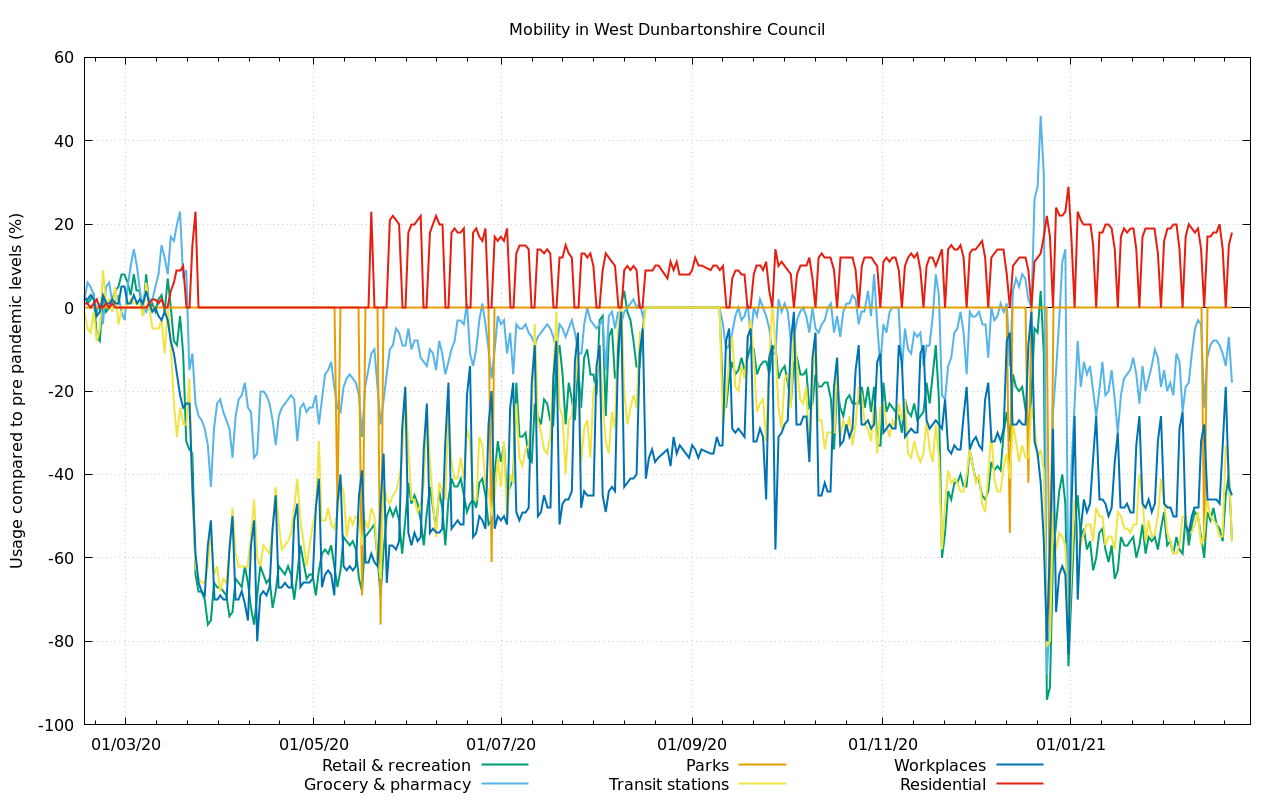 Mobility in West Dunbartonshire Council
Usage compared to pre pandemic levels (%)
60
40
20
0
-20
-40
-60
-80
-100
01/03/20 01/05/20 01/07/20 01/09/20 01/11/20 01/01/21
Retail & recreation Parks Workplaces
Grocery & pharmacy Transit stations Residential